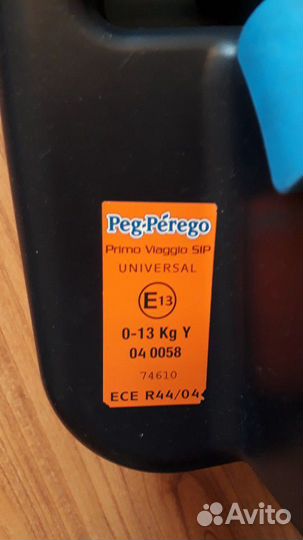 Peg-Pérego
Primo Viaggio SIP
UNIVERSAL
E13
0-13 Kg Y
04 0058
74610
ECE R44/04
Avito